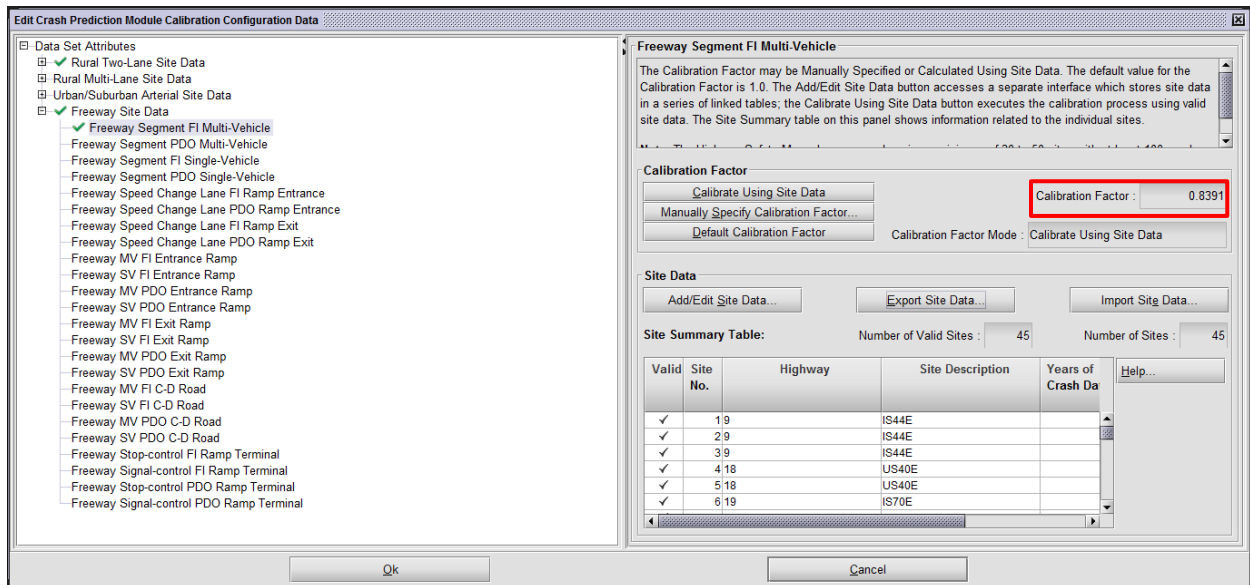 Edit Crash Prediction Module Calibration Configuration Data
Data Set Attributes
Rural Two-Lane Site Data
Rural Multi-Lane Site Data
Urban/Suburban Arterial Site Data
Freeway Site Data
Freeway Segment FI Multi-Vehicle
Freeway Segment PDO Multi-Vehicle
Freeway Segment FI Single-Vehicle
Freeway Segment PDO Single-Vehicle
Freeway Speed Change Lane FI Ramp Entrance
Freeway Speed Change Lane PDO Ramp Entrance
Freeway Speed Change Lane FI Ramp Exit
Freeway Speed Change Lane PDO Ramp Exit
Freeway MV FI Entrance Ramp
Freeway SV FI Entrance Ramp
Freeway MV PDO Entrance Ramp
Freeway SV PDO Entrance Ramp
Freeway MV FI Exit Ramp
Freeway SV FI Exit Ramp
Freeway MV PDO Exit Ramp
Freeway SV PDO Exit Ramp
Freeway MV FI C-D Road
Freeway SV FI C-D Road
Freeway MV PDO C-D Road
Freeway SV PDO C-D Road
Freeway Stop-control FI Ramp Terminal
Freeway Signal-control FI Ramp Terminal
Freeway Stop-control PDO Ramp Terminal
Freeway Signal-control PDO Ramp Terminal
Freeway Segment FI Multi-Vehicle
The Calibration Factor may be Manually Specified or Calculated Using Site Data. The default value for the
Calibration Factor is 1.0. The Add/Edit Site Data button accesses a separate interface which stores site data
in a series of linked tables; the Calibrate Using Site Data button executes the calibration process using valid
site data. The Site Summary table on this panel shows information related to the individual sites.
Calibration Factor
Calibrate Using Site Data
Calibration Factor : 0.8391
Manually Specify Calibration Factor...
Default Calibration Factor
Calibration Factor Mode : Calibrate Using Site Data
Site Data
Add/Edit Site Data... Export Site Data... Import Site Data...
Site Summary Table: Number of Valid Sites : 45 Number of Sites : 45
Valid Site No. Highway Site Description Years of Crash Da Help...
1 9 IS44E
2 9 IS44E
3 9 IS44E
4 18 US40E
5 18 US40E
6 19 IS70E
Ok Cancel